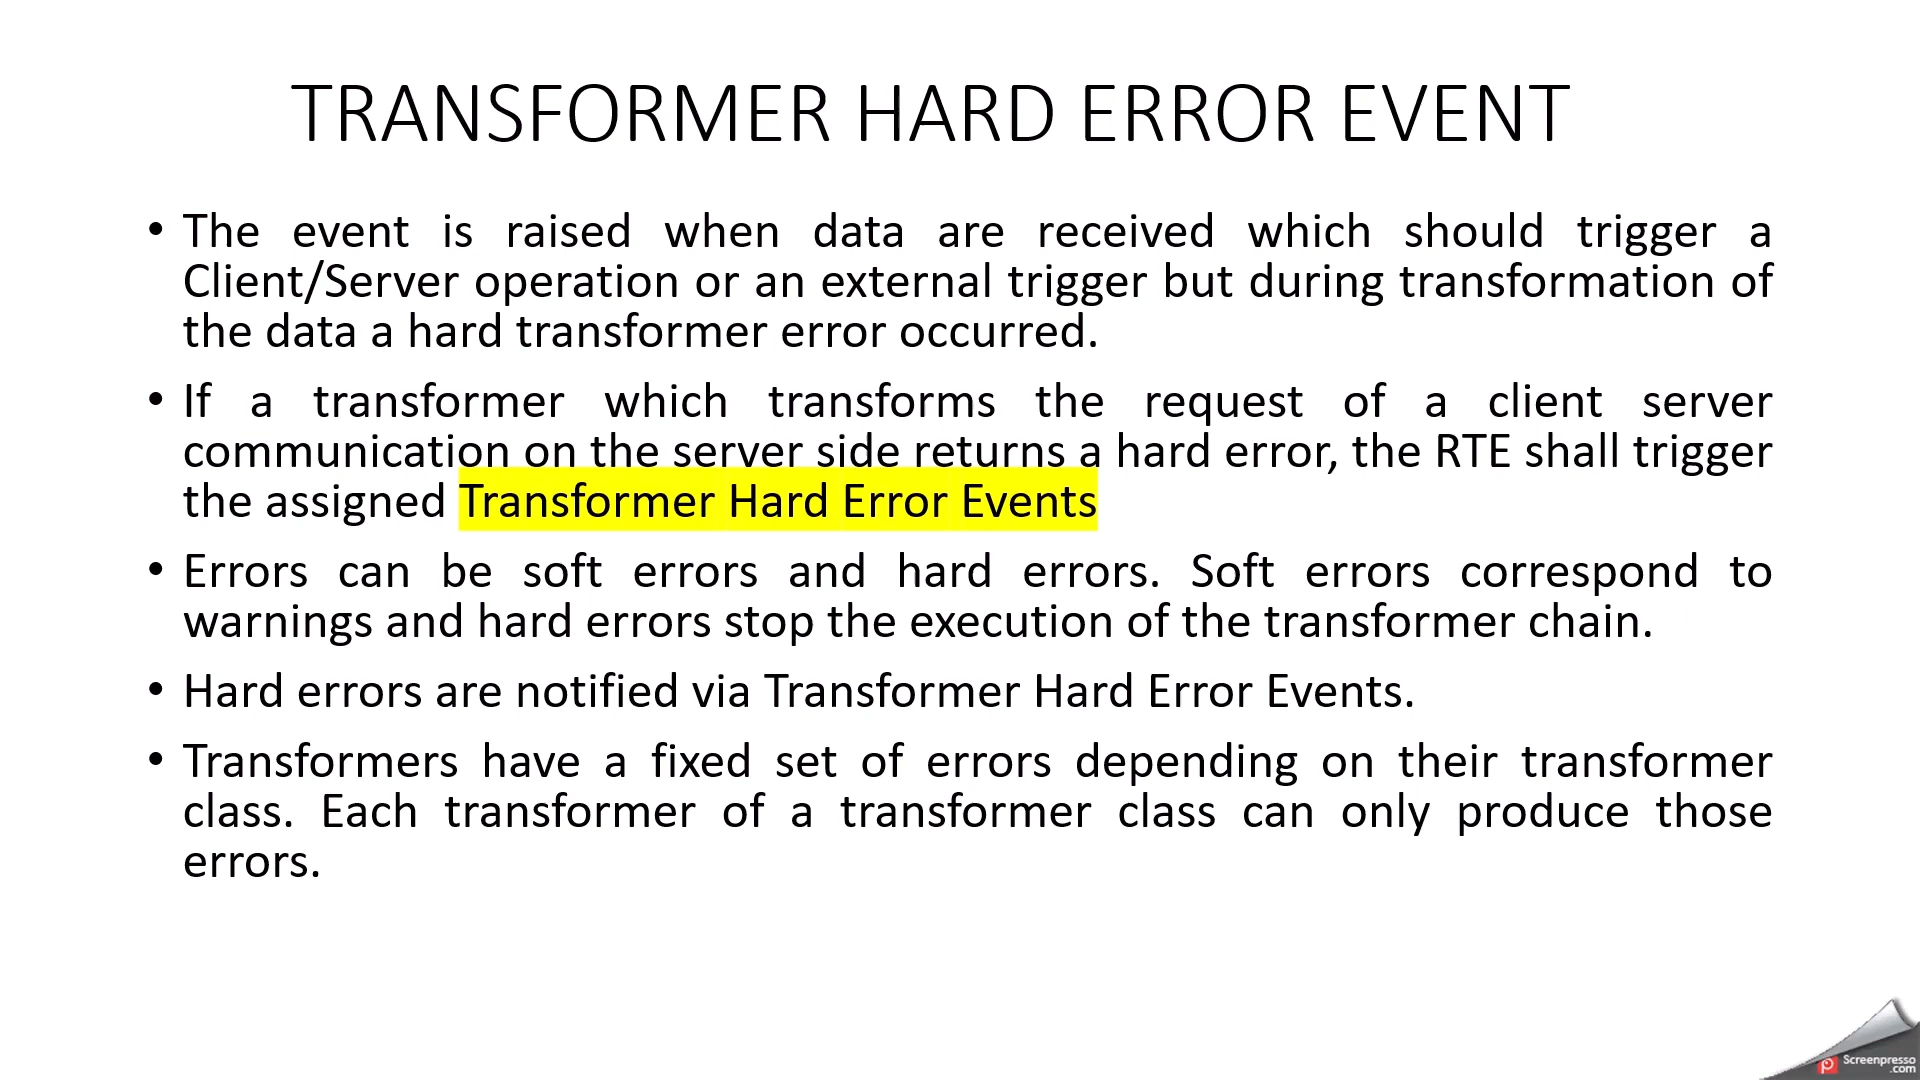 TRANSFORMER HARD ERROR EVENT
• The event is raised when data are received which should trigger a
Client/Server operation or an external trigger but during transformation of
the data a hard transformer error occurred.
• If a transformer which transforms the request of a client server
communication on the server side returns a hard error, the RTE shall trigger
the assigned Transformer Hard Error Events
• Errors can be soft errors and hard errors. Soft errors correspond to
warnings and hard errors stop the execution of the transformer chain.
• Hard errors are notified via Transformer Hard Error Events.
• Transformers have a fixed set of errors depending on their transformer
class. Each transformer of a transformer class can only produce those
errors.
Screenpresso
.com